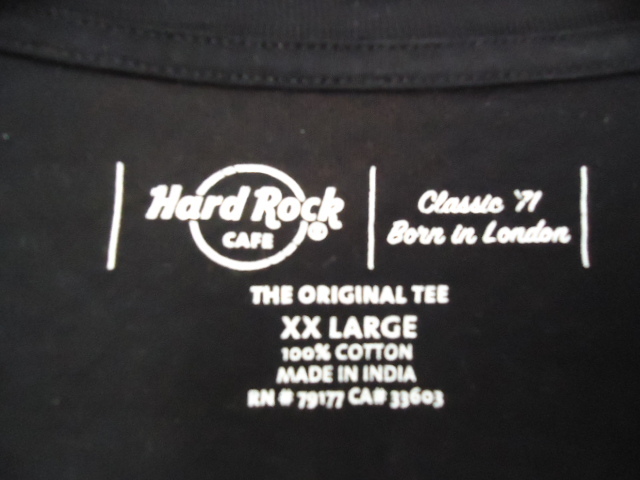 Hard Rock
CAFE
®
Classic '71
Born in London
THE ORIGINAL TEE
XX LARGE
100% COTTON
MADE IN INDIA
RN # 79177 CA# 33603